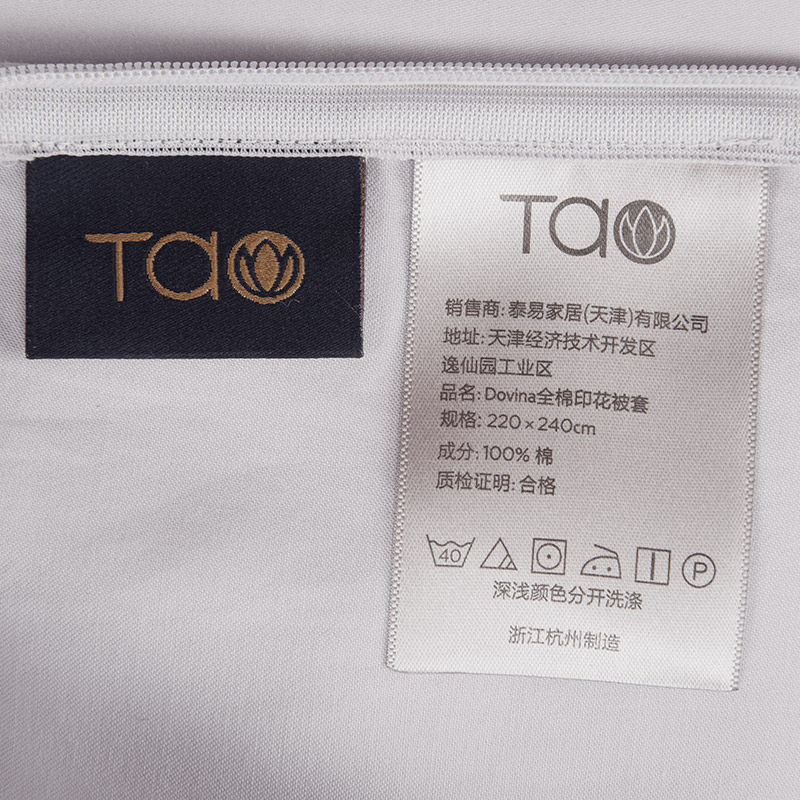 Tao
Tao
销售商: 泰易家居(天津)有限公司
地址: 天津经济技术开发区
逸仙园工业区
品名: Dovina全棉印花被套
规格: 220×240cm
成分: 100% 棉
质检证明: 合格
40 P
深浅颜色分开洗涤
浙江杭州制造